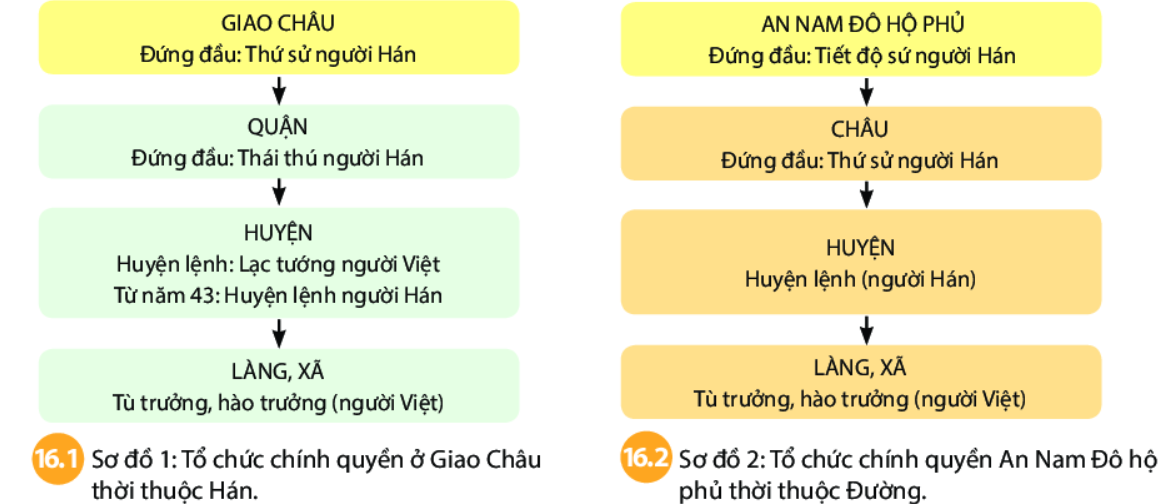 GIAO CHÂU
Đứng đầu: Thứ sử người Hán
QUẬN
Đứng đầu: Thái thú người Hán
HUYỆN
Huyện lệnh: Lạc tướng người Việt
Từ năm 43: Huyện lệnh người Hán
LÀNG, XÃ
Tù trưởng, hào trưởng (người Việt)
16.1 Sơ đồ 1: Tổ chức chính quyền ở Giao Châu
thời thuộc Hán.
AN NAM ĐÔ HỘ PHỦ
Đứng đầu: Tiết độ sứ người Hán
CHÂU
Đứng đầu: Thứ sử người Hán
HUYỆN
Huyện lệnh (người Hán)
LÀNG, XÃ
Tù trưởng, hào trưởng (người Việt)
16.2 Sơ đồ 2: Tổ chức chính quyền An Nam Đô hộ
phủ thời thuộc Đường.